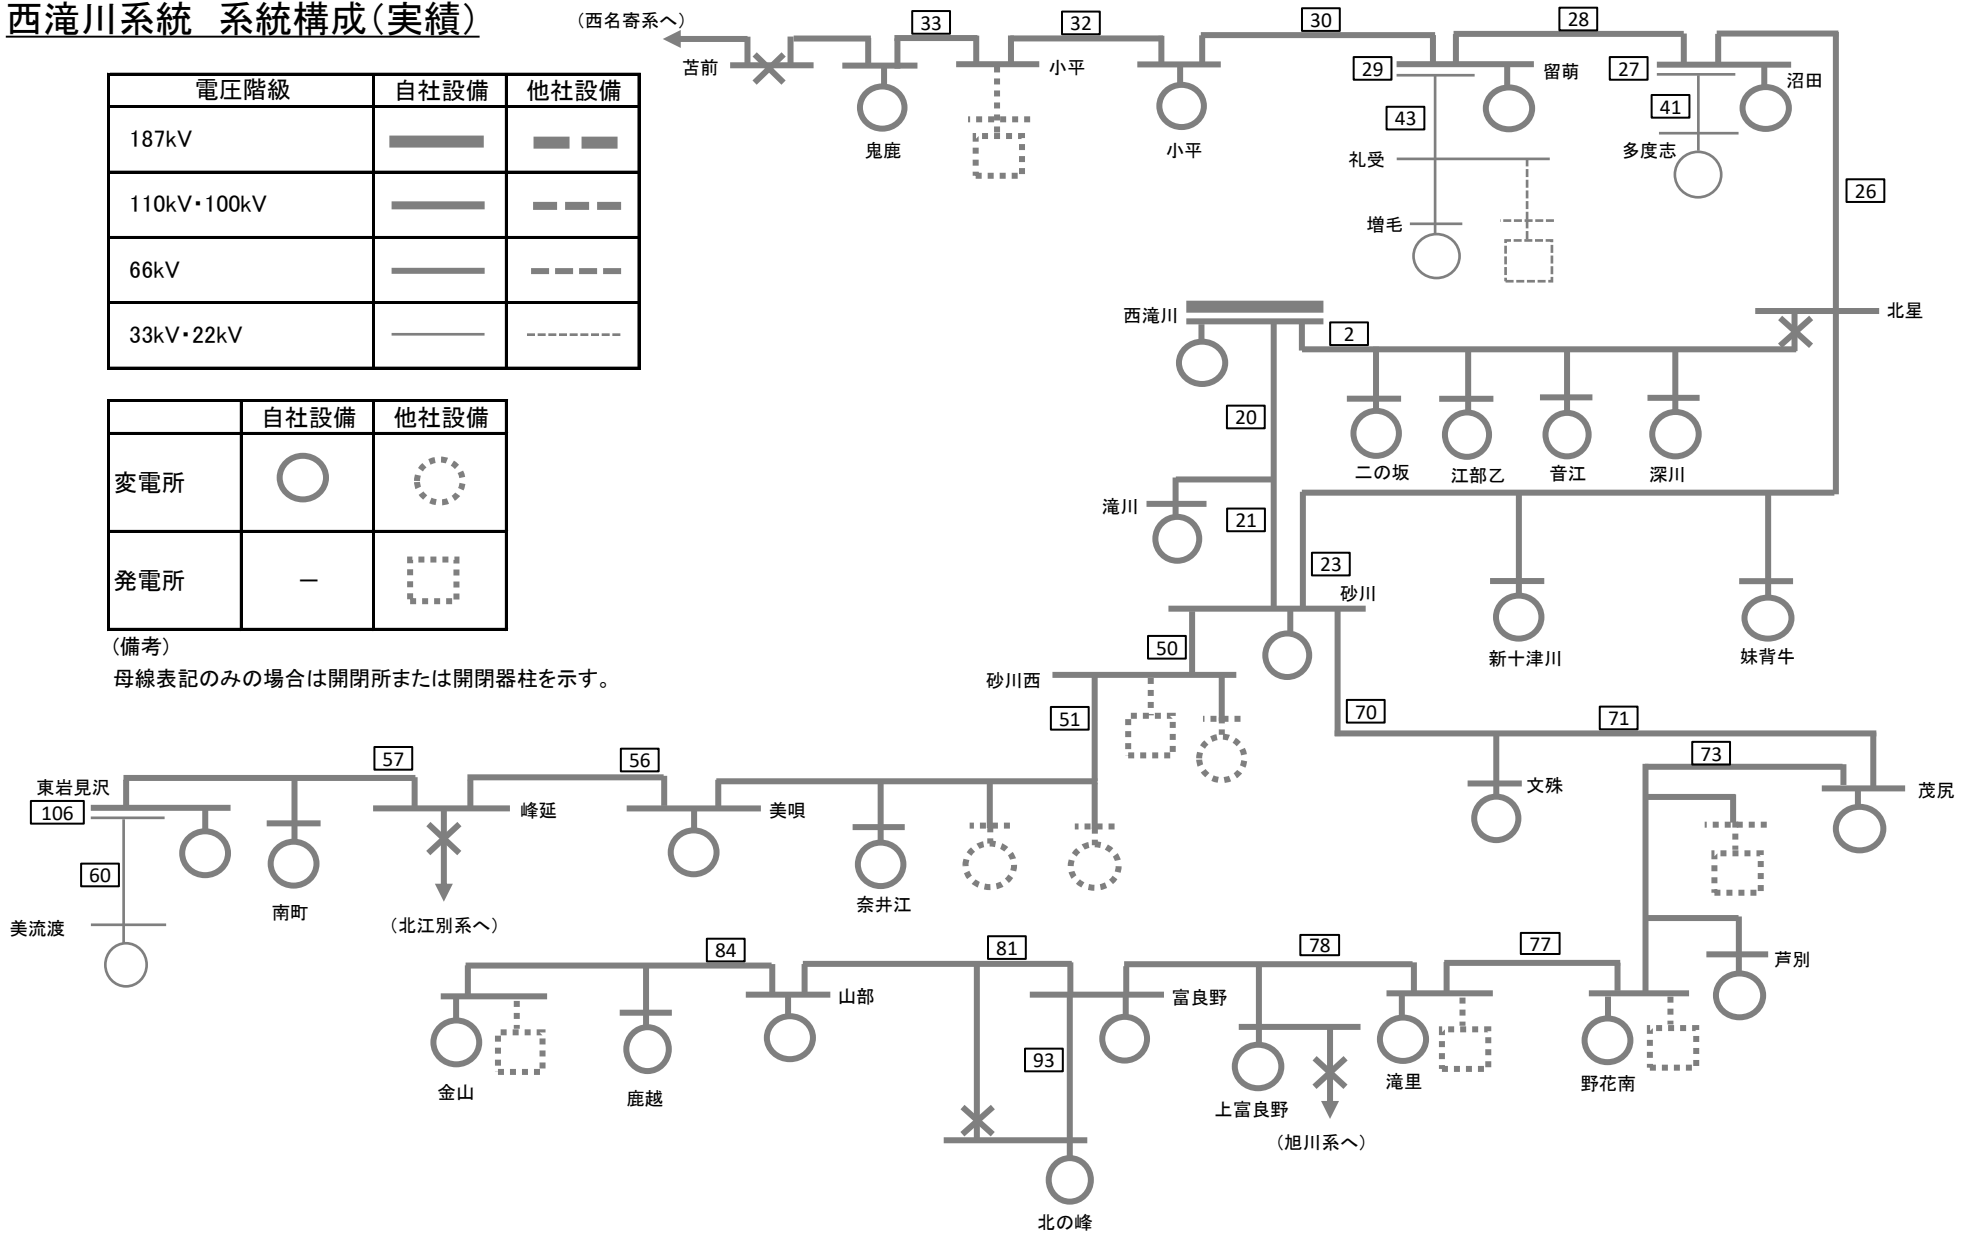 西滝川系統　系統構成(実績)
電圧階級 自社設備 他社設備
187kV
110kV・100kV
66kV
33kV・22kV
自社設備 他社設備
変電所
発電所 －
(備考)
母線表記のみの場合は開閉所または開閉器柱を示す。
(西名寄系へ)
33
32
30
28
苫前
小平
29
留萌
27
沼田
鬼鹿
小平
43
41
礼受
多度志
26
増毛
西滝川
2
北星
20
二の坂
江部乙
音江
深川
滝川
21
23
砂川
50
新十津川
妹背牛
砂川西
51
70
71
73
文殊
茂尻
57
56
東岩見沢
106
峰延
美唄
60
南町
奈井江
美流渡
(北江別系へ)
84
81
78
77
芦別
山部
富良野
93
金山
鹿越
上富良野
滝里
野花南
(旭川系へ)
北の峰